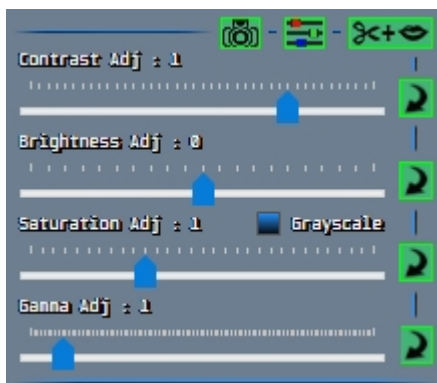 Contrast Adj : 1
Brightness Adj : 0
Saturation Adj : 1 Grayscale
Gamma Adj : 1